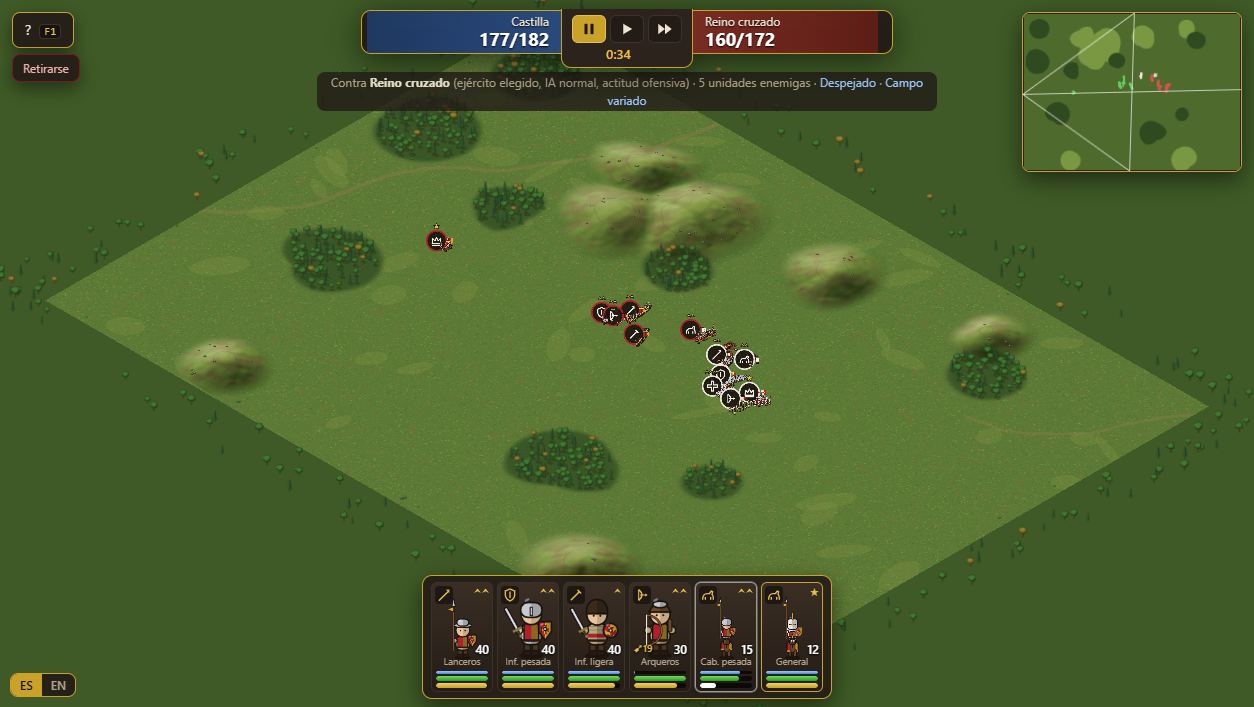 ? F1
Retirarse
Castilla
177/182
0:34
Reino cruzado
160/172
Contra Reino cruzado (ejército elegido, IA normal, actitud ofensiva) · 5 unidades enemigas · Despejado · Campo
variado
40
Lanceros
40
Inf. pesada
40
Inf. ligera
19
30
Arqueros
15
Cab. pesada
12
General
ES EN